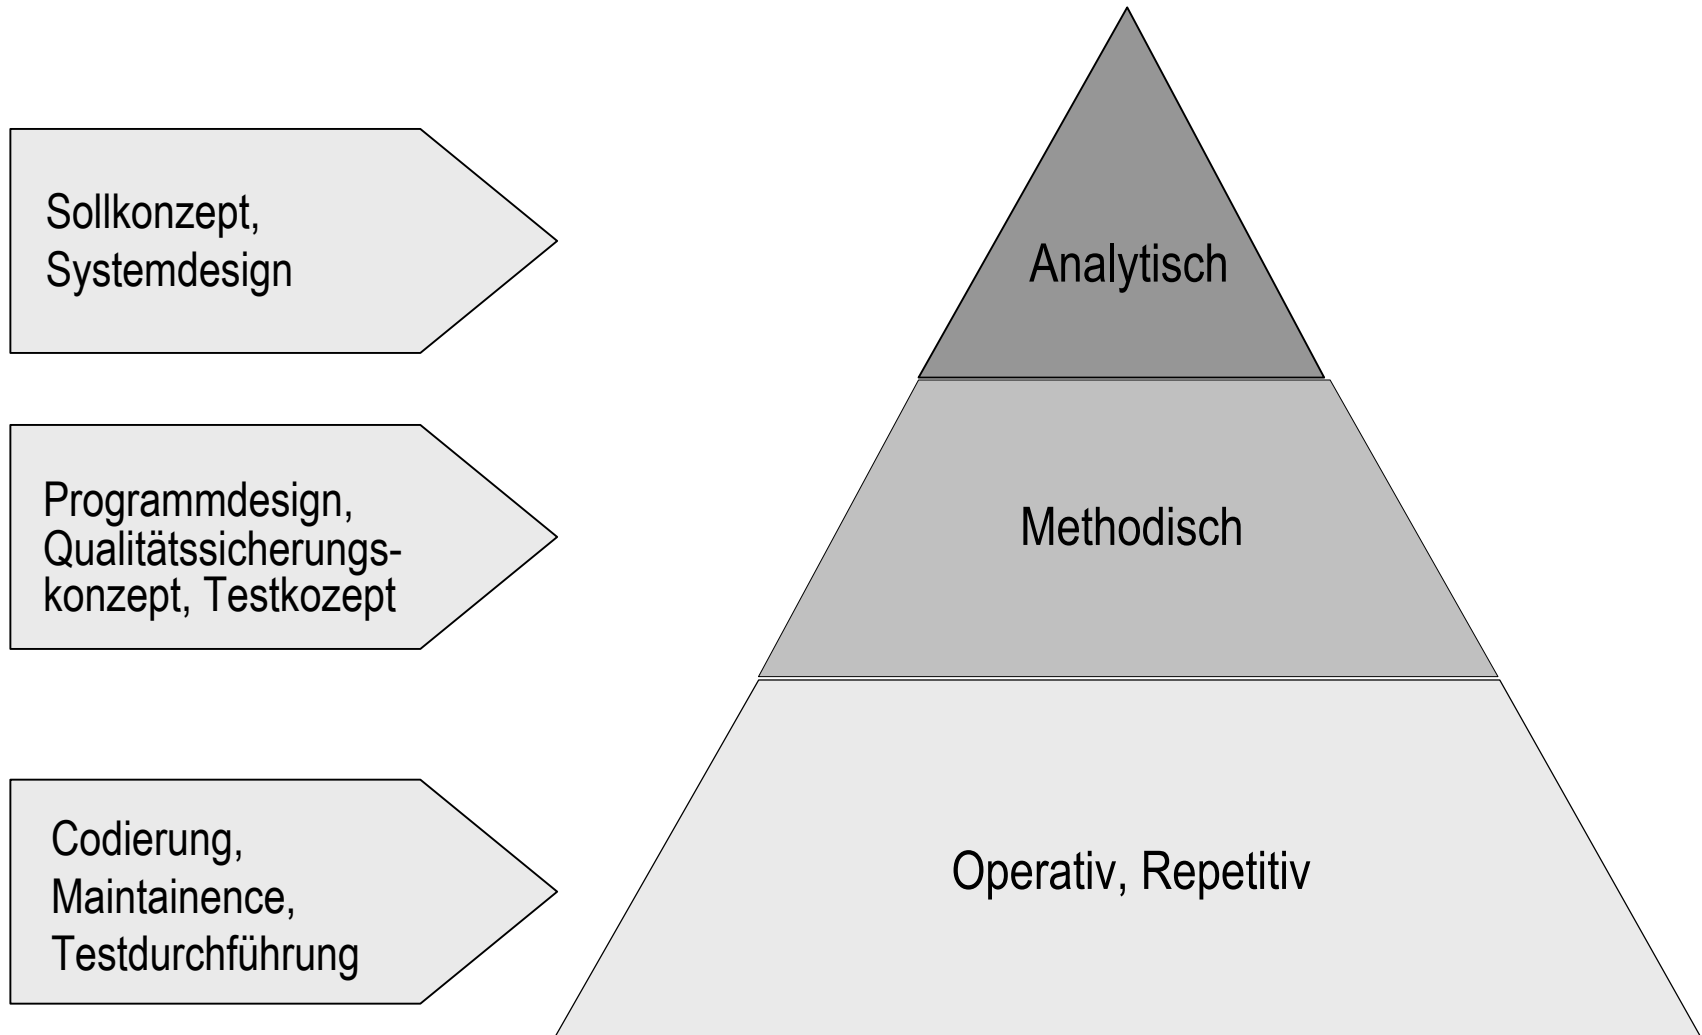 Sollkonzept,
Systemdesign
Analytisch
Programmdesign,
Qualitätssicherungs-
konzept, Testkozept
Methodisch
Codierung,
Maintainence,
Testdurchführung
Operativ, Repetitiv